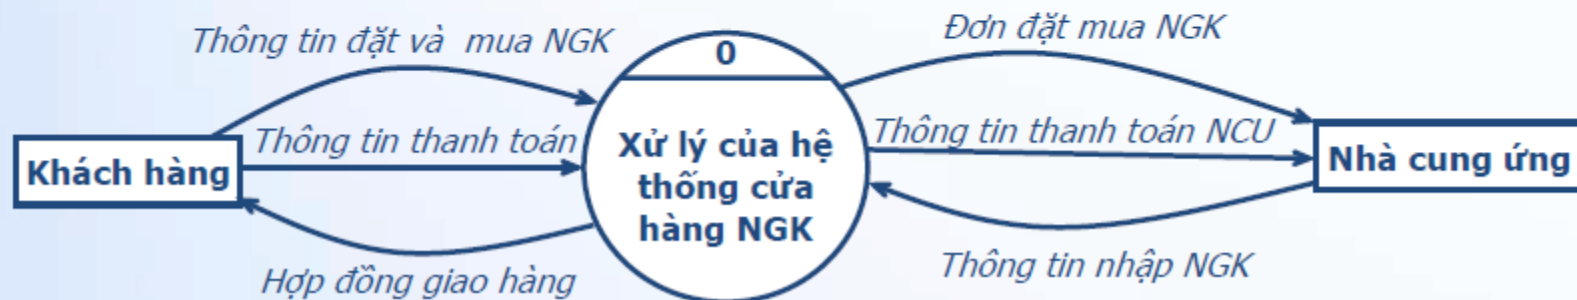 Thông tin đặt và mua NGK
0
Đơn đặt mua NGK
Khách hàng
Thông tin thanh toán
Xử lý của hệ
thống cửa
hàng NGK
Thông tin thanh toán NCU
Nhà cung ứng
Hợp đồng giao hàng
Thông tin nhập NGK